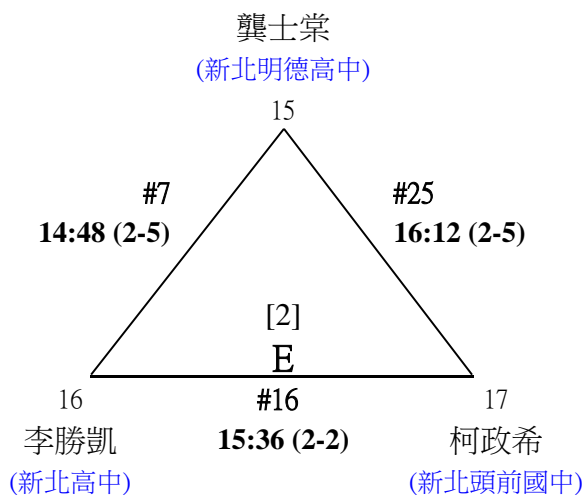 龔士棠
(新北明德高中)
15
#7
14:48 (2-5)
#25
16:12 (2-5)
[2]
E
16
#16
17
李勝凱
15:36 (2-2)
柯政希
(新北高中)
(新北頭前國中)